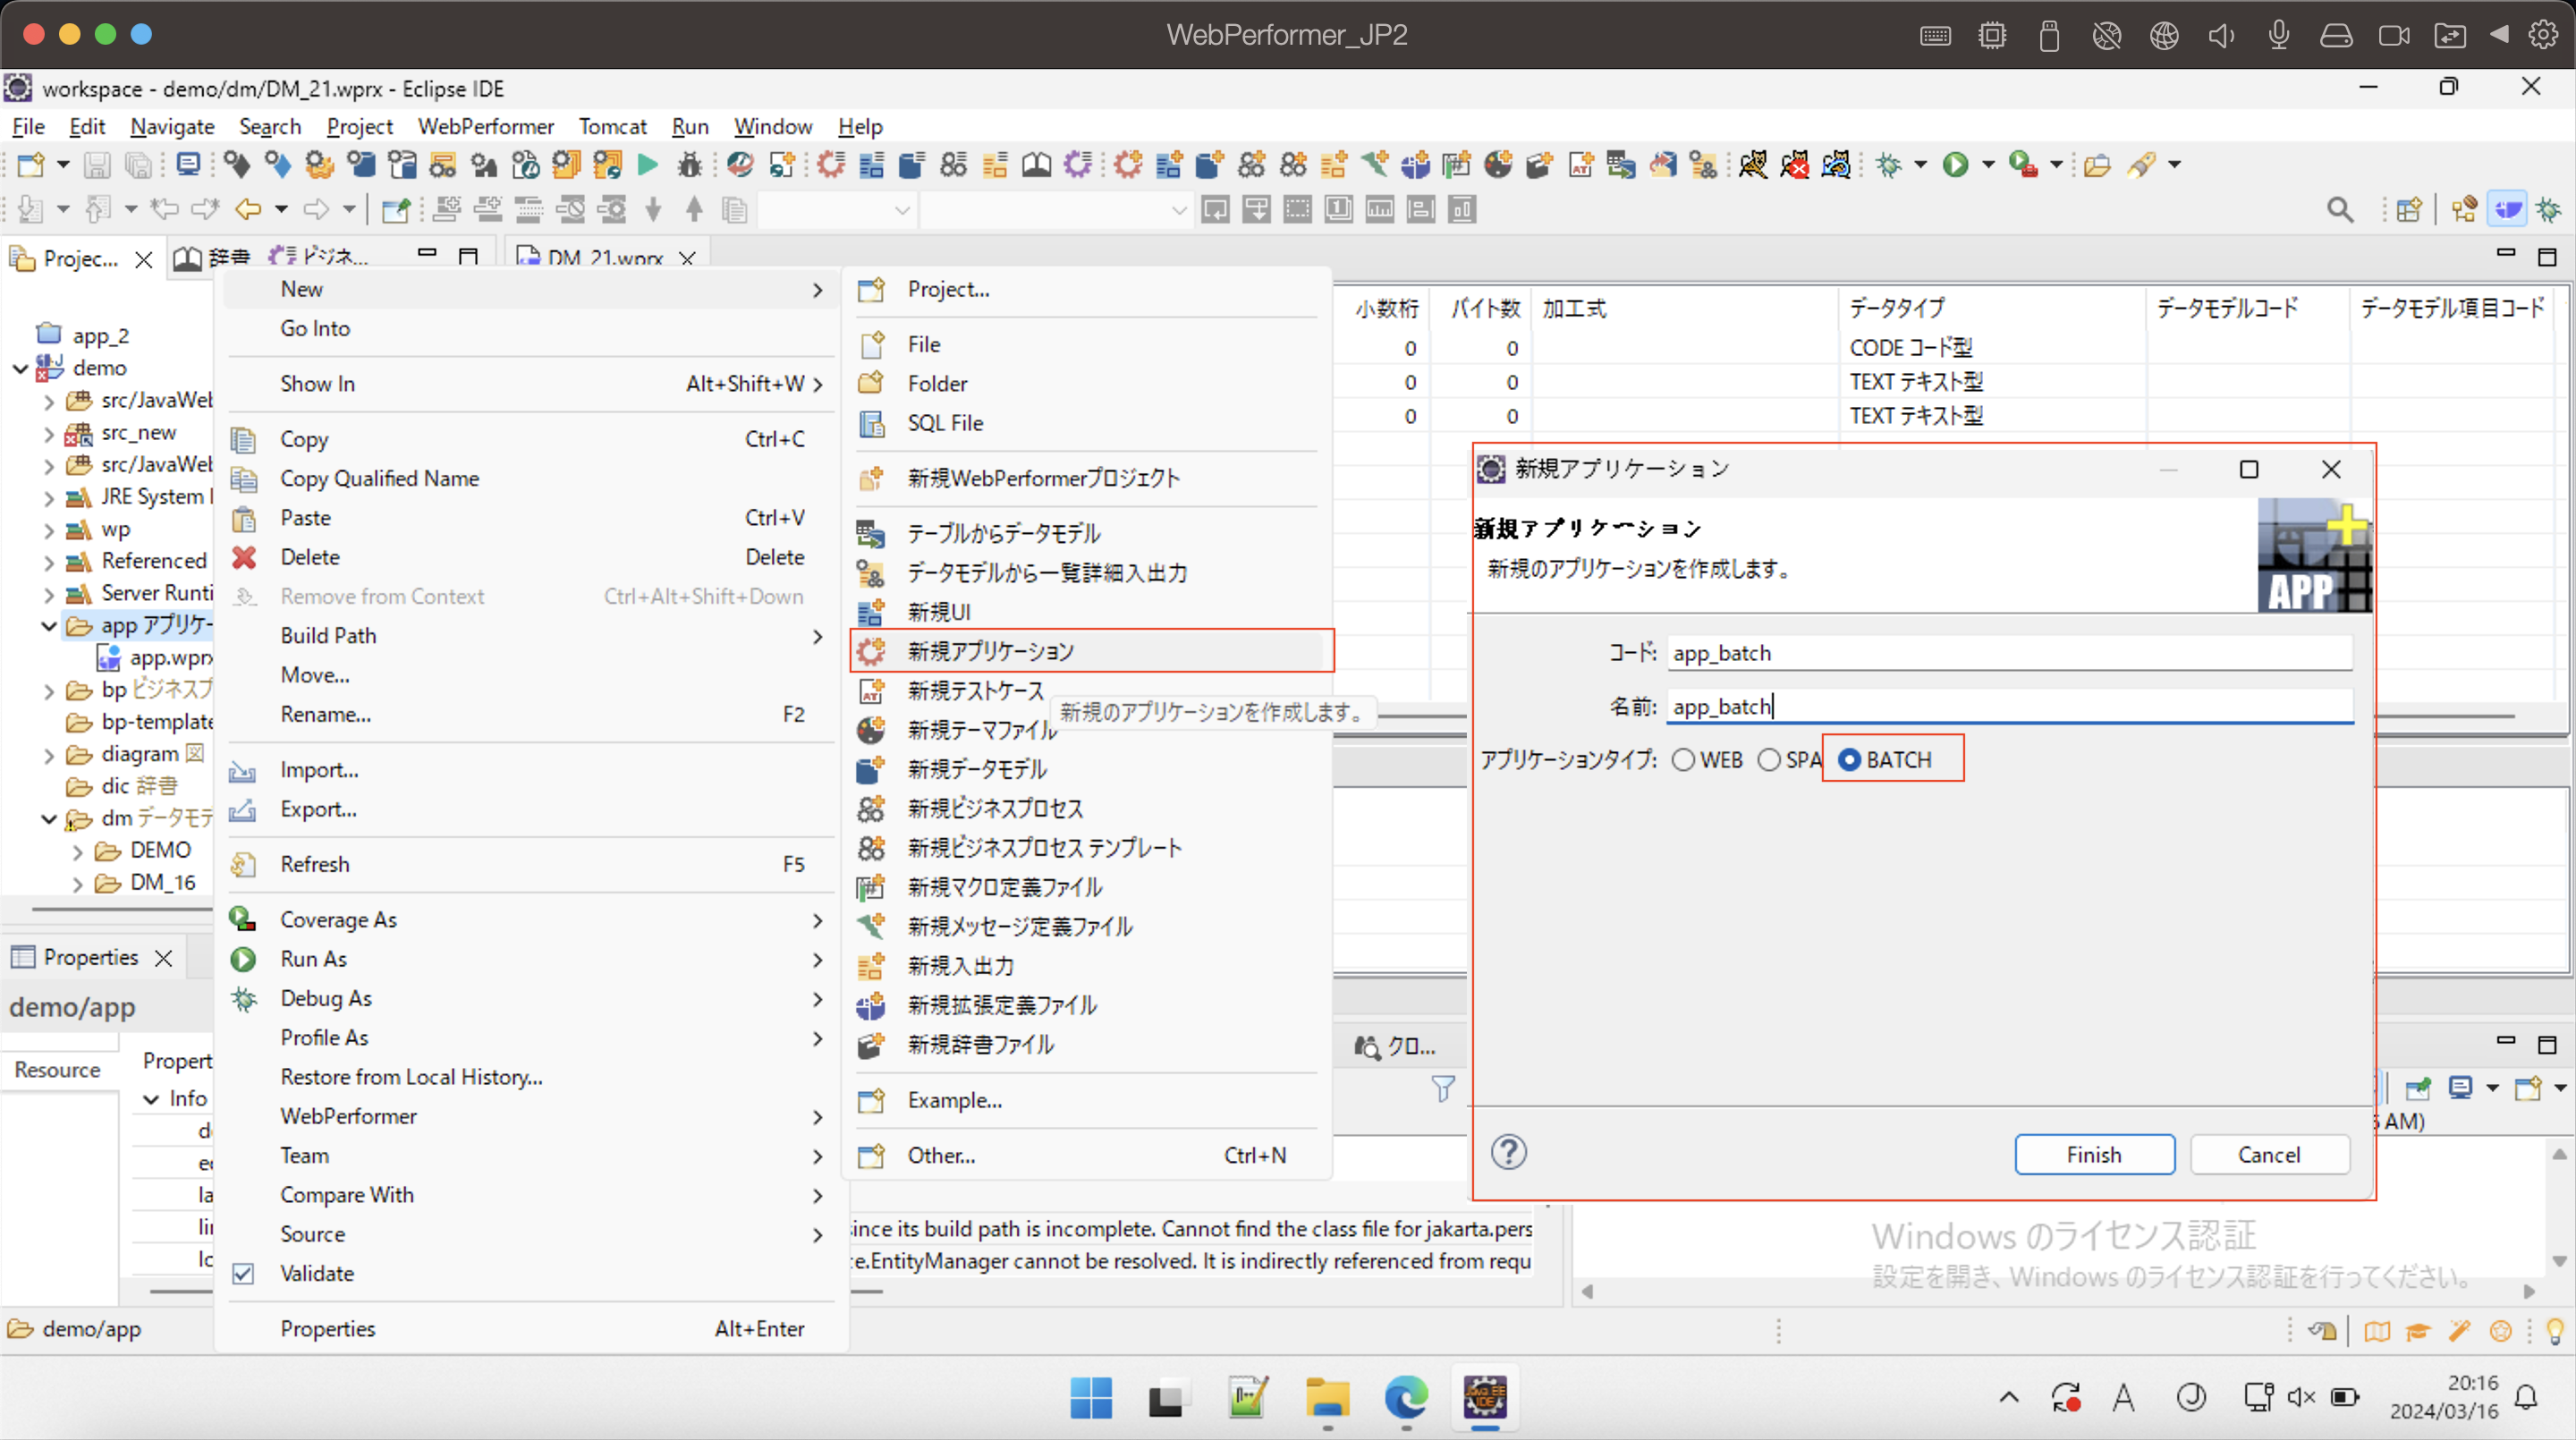 WebPerformer_JP2
workspace - demo/dm/DM_21.wprx - Eclipse IDE
File Edit Navigate Search Project WebPerformer Tomcat Run Window Help
Projec... 辞書 ビジネ... DM_21.wprx
app_2
demo
src/JavaWeb
src_new
src/JavaWeb
JRE System
wp
Referenced
Server Runti
app アプリケー
app.wprx
bp ビジネスプ
bp-template
diagram 図
dic 辞書
dm データモデ
DEMO
DM_16
Properties
demo/app
Resource
Propert
Info
demo/app
New
Go Into
Show In Alt+Shift+W
Copy Ctrl+C
Copy Qualified Name
Paste Ctrl+V
Delete Delete
Remove from Context Ctrl+Alt+Shift+Down
Build Path
Move...
Rename... F2
Import...
Export...
Refresh F5
Coverage As
Run As
Debug As
Profile As
Restore from Local History...
WebPerformer
Team
Compare With
Source
Validate
Properties Alt+Enter
Project...
File
Folder
SQL File
新規WebPerformerプロジェクト
テーブルからデータモデル
データモデルから一覧詳細入出力
新規UI
新規アプリケーション
新規テストケース
新規のアプリケーションを作成します。
新規テーマファイル
新規データモデル
新規ビジネスプロセス
新規ビジネスプロセス テンプレート
新規マクロ定義ファイル
新規メッセージ定義ファイル
新規入出力
新規拡張定義ファイル
新規辞書ファイル
Example...
Other... Ctrl+N
小数桁 バイト数 加工式 データタイプ データモデルコード データモデル項目コード
0 0 CODE コード型
0 0 TEXT テキスト型
0 0 TEXT テキスト型
新規アプリケーション
新規アプリケーション
新規のアプリケーションを作成します。
APP
コード: app_batch
名前: app_batch
アプリケーションタイプ: WEB SPA BATCH
Finish Cancel
クロ...
AM)
since its build path is incomplete. Cannot find the class file for jakarta.pers
e.EntityManager cannot be resolved. It is indirectly referenced from requ
Windows のライセンス認証
設定を開き、Windows のライセンス認証を行ってください。
20:16
2024/03/16